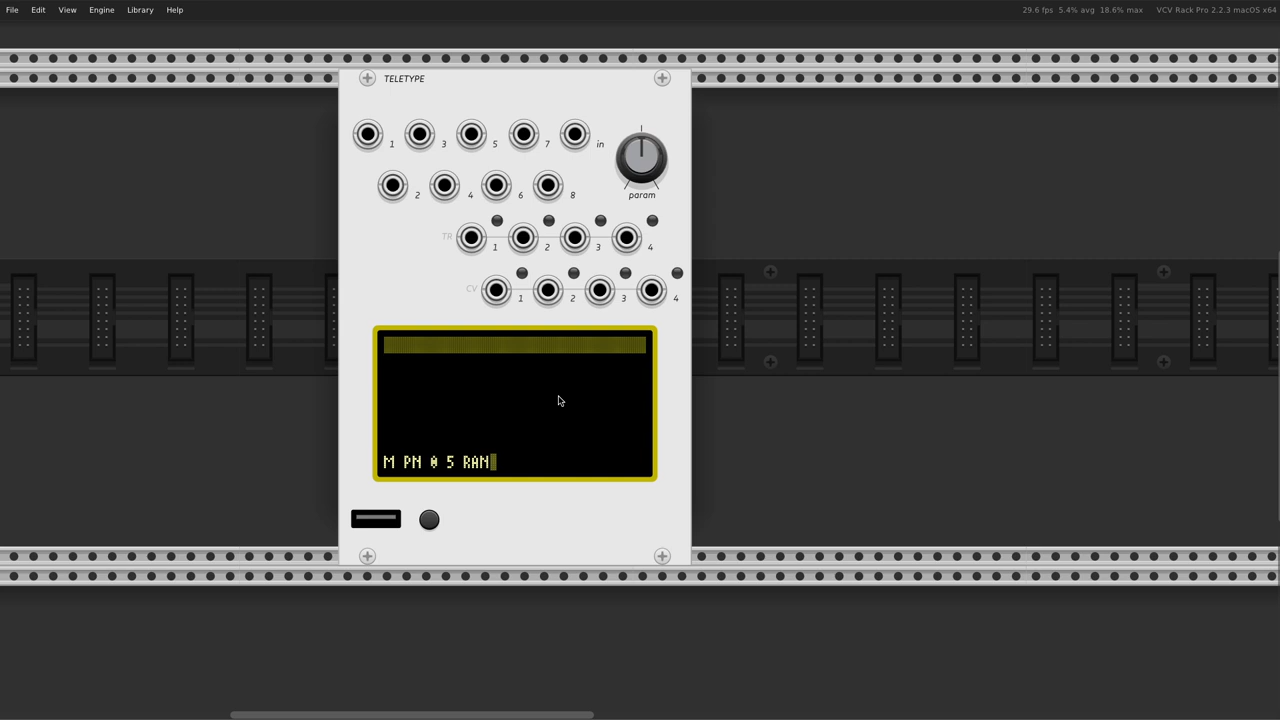 File Edit View Engine Library Help
29.6 fps 5.4% avg 18.6% max VCV Rack Pro 2.2.3 macOS x64
TELETYPE
1 3 5 7 in
2 4 6 8 param
TR 1 2 3 4
CV 1 2 3 4
M PN 0 5 RAN